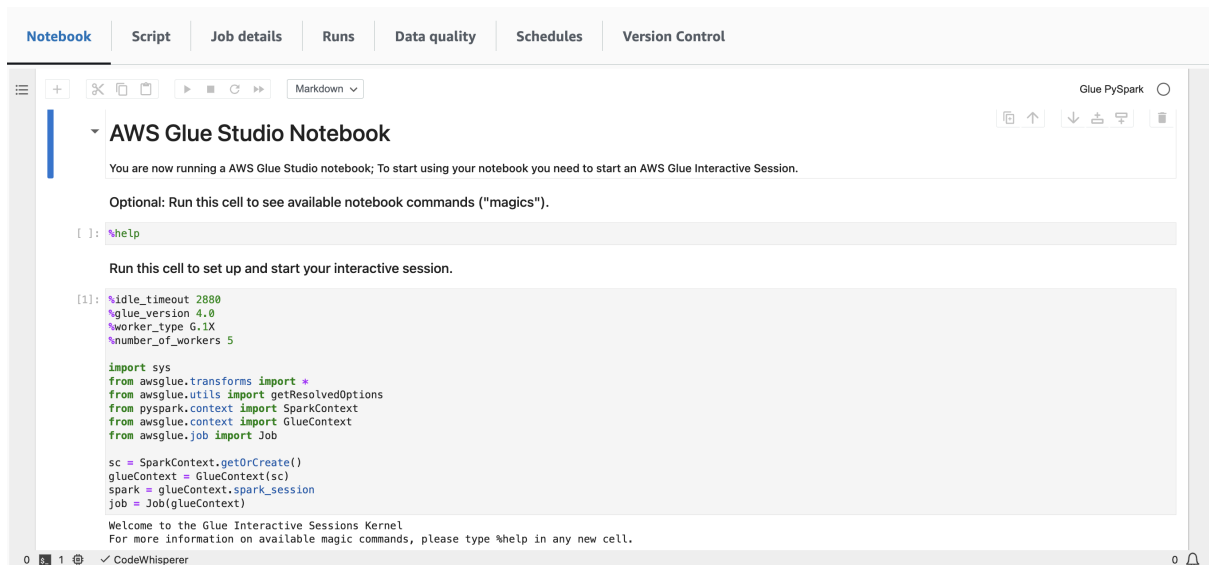 Notebook Script Job details Runs Data quality Schedules Version Control
Markdown Glue PySpark
AWS Glue Studio Notebook
You are now running a AWS Glue Studio notebook; To start using your notebook you need to start an AWS Glue Interactive Session.
Optional: Run this cell to see available notebook commands ("magics").
[ ]: %help
Run this cell to set up and start your interactive session.
[1]: %idle_timeout 2880
%glue_version 4.0
%worker_type G.1X
%number_of_workers 5
import sys
from awsglue.transforms import *
from awsglue.utils import getResolvedOptions
from pyspark.context import SparkContext
from awsglue.context import GlueContext
from awsglue.job import Job
sc = SparkContext.getOrCreate()
glueContext = GlueContext(sc)
spark = glueContext.spark_session
job = Job(glueContext)
Welcome to the Glue Interactive Sessions Kernel
For more information on available magic commands, please type %help in any new cell.
0 $_ 1 CodeWhisperer 0